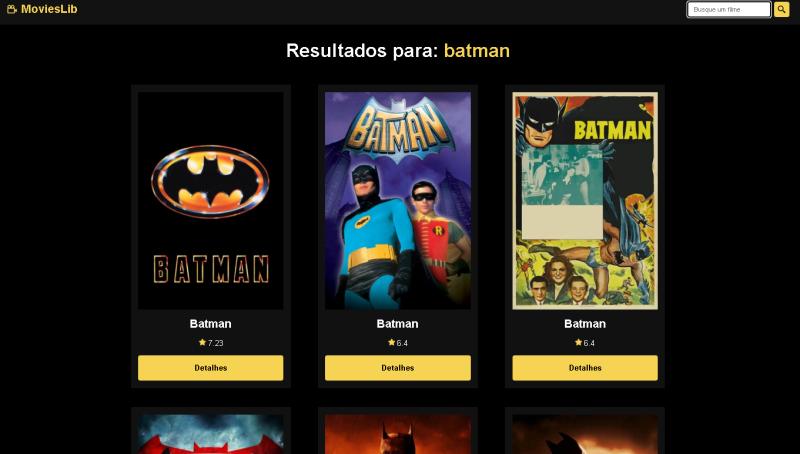 MoviesLib
Busque um filme
Resultados para: batman
BATMAN
BATMAN
BATMAN
R
Batman
Batman
Batman
7.23
6.4
6.4
Detalhes
Detalhes
Detalhes